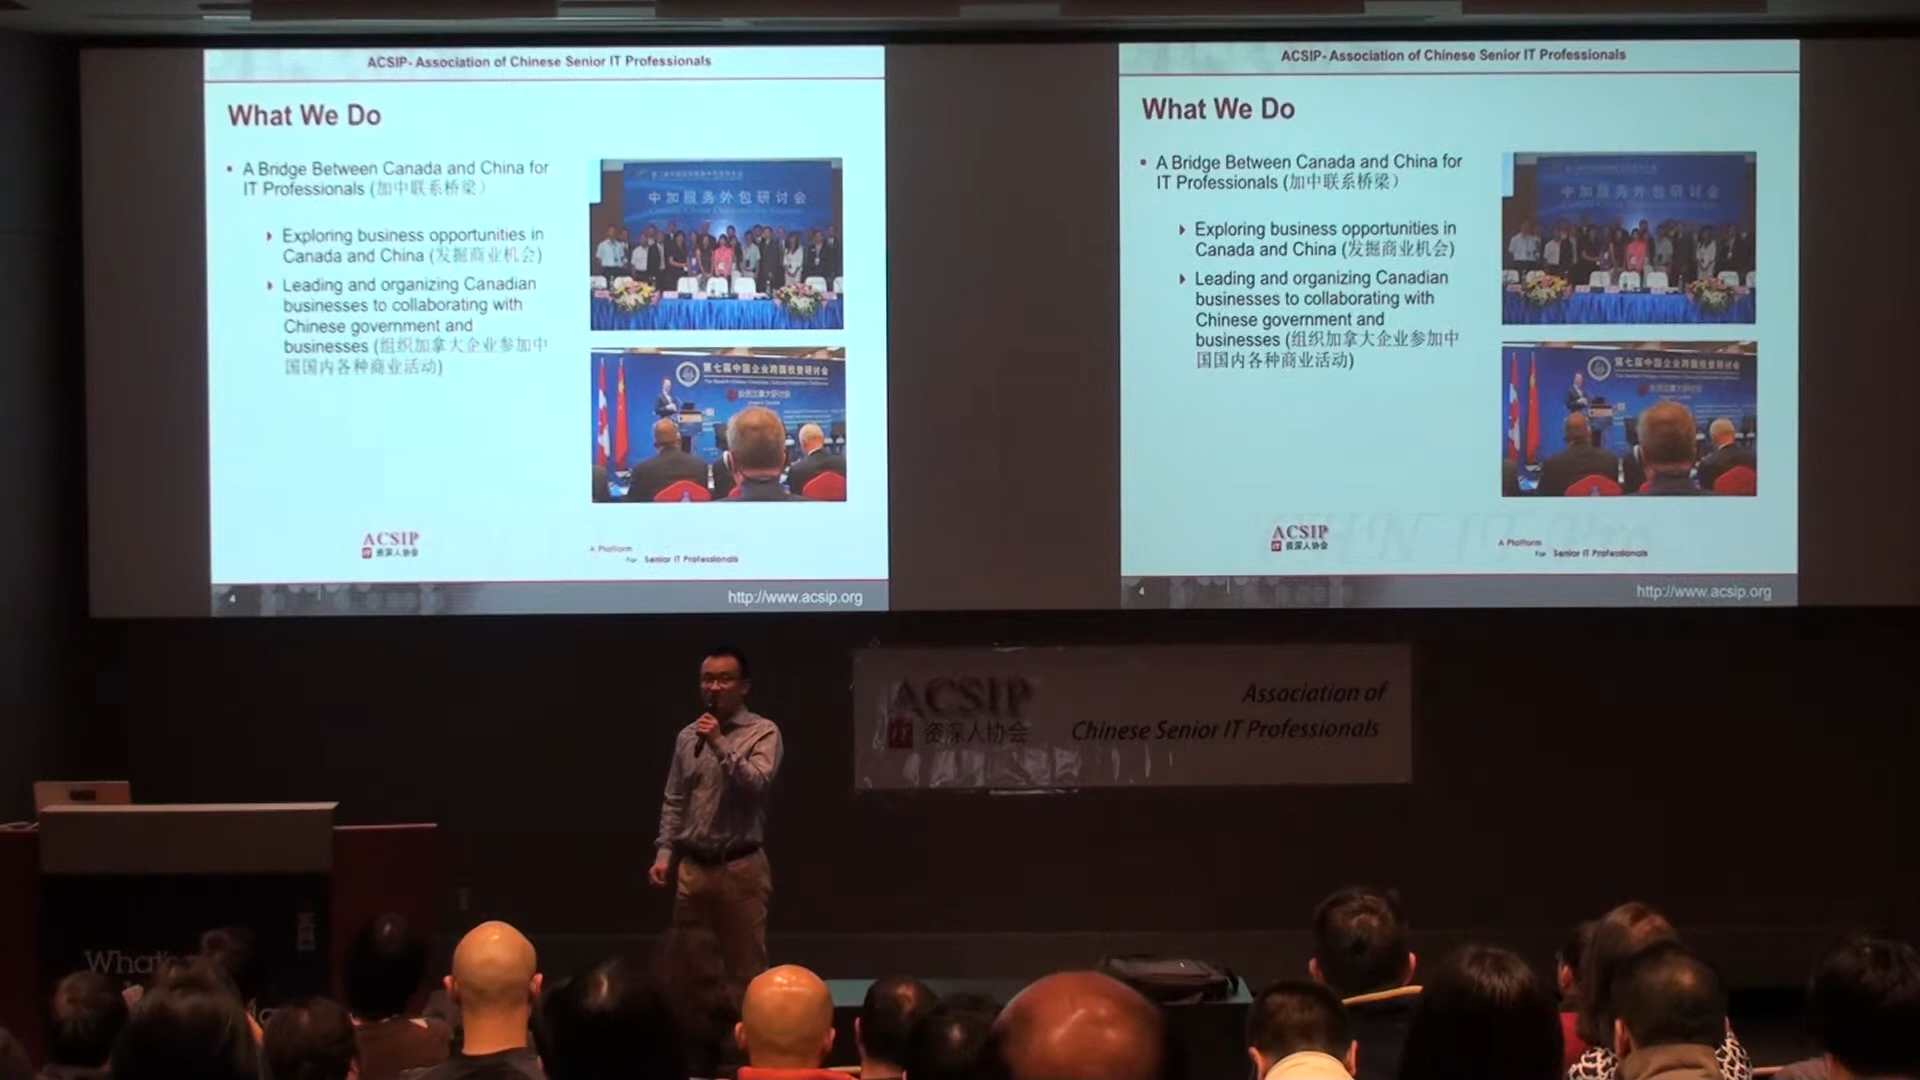 ACSIP- Association of Chinese Senior IT Professionals
What We Do
A Bridge Between Canada and China for
IT Professionals (加中联系桥梁）
Exploring business opportunities in
Canada and China (发掘商业机会)
Leading and organizing Canadian
businesses to collaborating with
Chinese government and
businesses (组织加拿大企业参加中
国国内各种商业活动)
中加服务外包研讨会
第七届中国企业跨国投资研讨会
ACSIP
IT 资深人协会
A Platform
For Senior IT Professionals
4
http://www.acsip.org
ACSIP- Association of Chinese Senior IT Professionals
What We Do
A Bridge Between Canada and China for
IT Professionals (加中联系桥梁）
Exploring business opportunities in
Canada and China (发掘商业机会)
Leading and organizing Canadian
businesses to collaborating with
Chinese government and
businesses (组织加拿大企业参加中
国国内各种商业活动)
中加服务外包研讨会
第七届中国企业跨国投资研讨会
ACSIP
IT 资深人协会
A Platform
For Senior IT Professionals
4
http://www.acsip.org
ACSIP
IT 资深人协会
Association of
Chinese Senior IT Professionals
What's